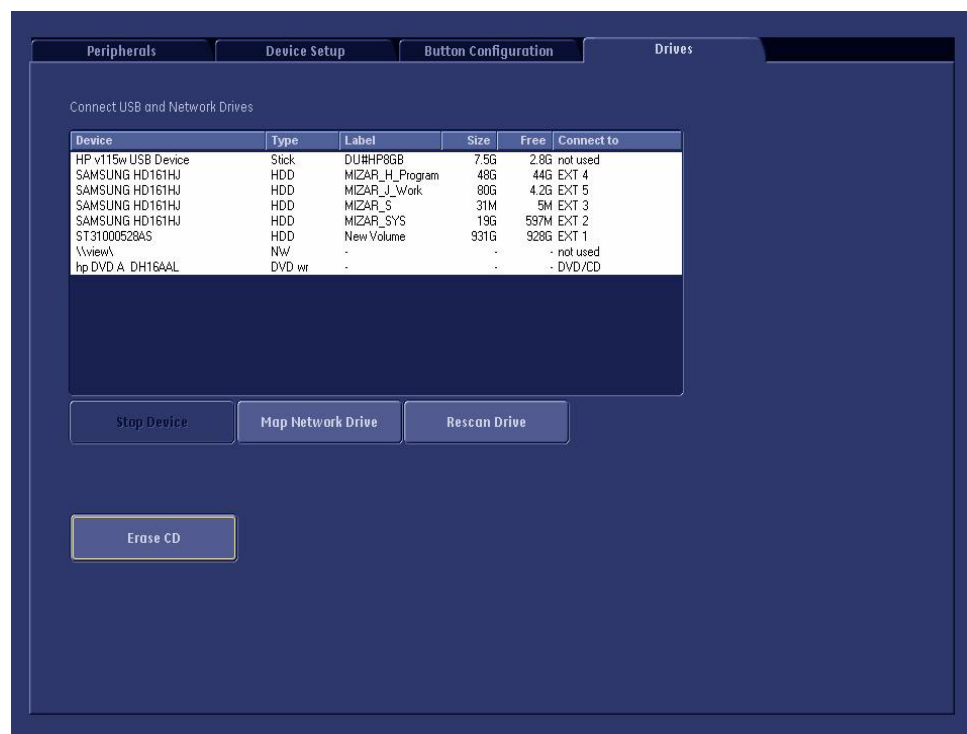 Peripherals Device Setup Button Configuration Drives
Connect USB and Network Drives
Device Type Label Size Free Connect to
HP v115w USB Device Stick DU#HP8GB 7.5G 2.8G not used
SAMSUNG HD161HJ HDD MIZAR_H_Program 48G 44G EXT 4
SAMSUNG HD161HJ HDD MIZAR_J_Work 80G 4.2G EXT 5
SAMSUNG HD161HJ HDD MIZAR_S 31M 5M EXT 3
SAMSUNG HD161HJ HDD MIZAR_SYS 19G 597M EXT 2
ST31000528AS HDD New Volume 931G 928G EXT 1
\\view\ NW - - - not used
hp DVD A DH16AAL DVD wr - - - DVD/CD
Stop Device Map Network Drive Rescan Drive
Erase CD